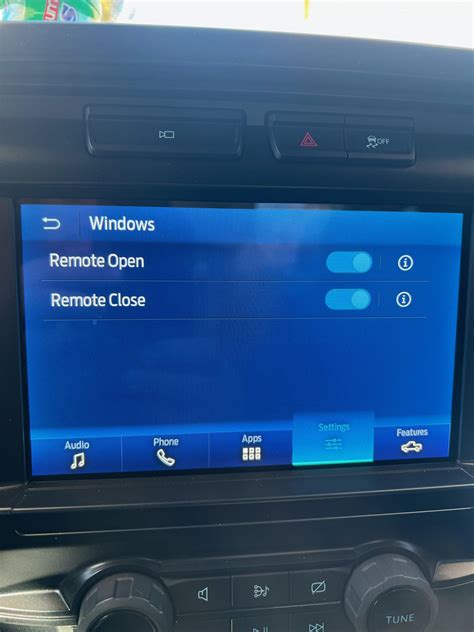 OFF
Windows
Remote Open
Remote Close
Audio
Phone
Apps
Settings
Features
TUNE